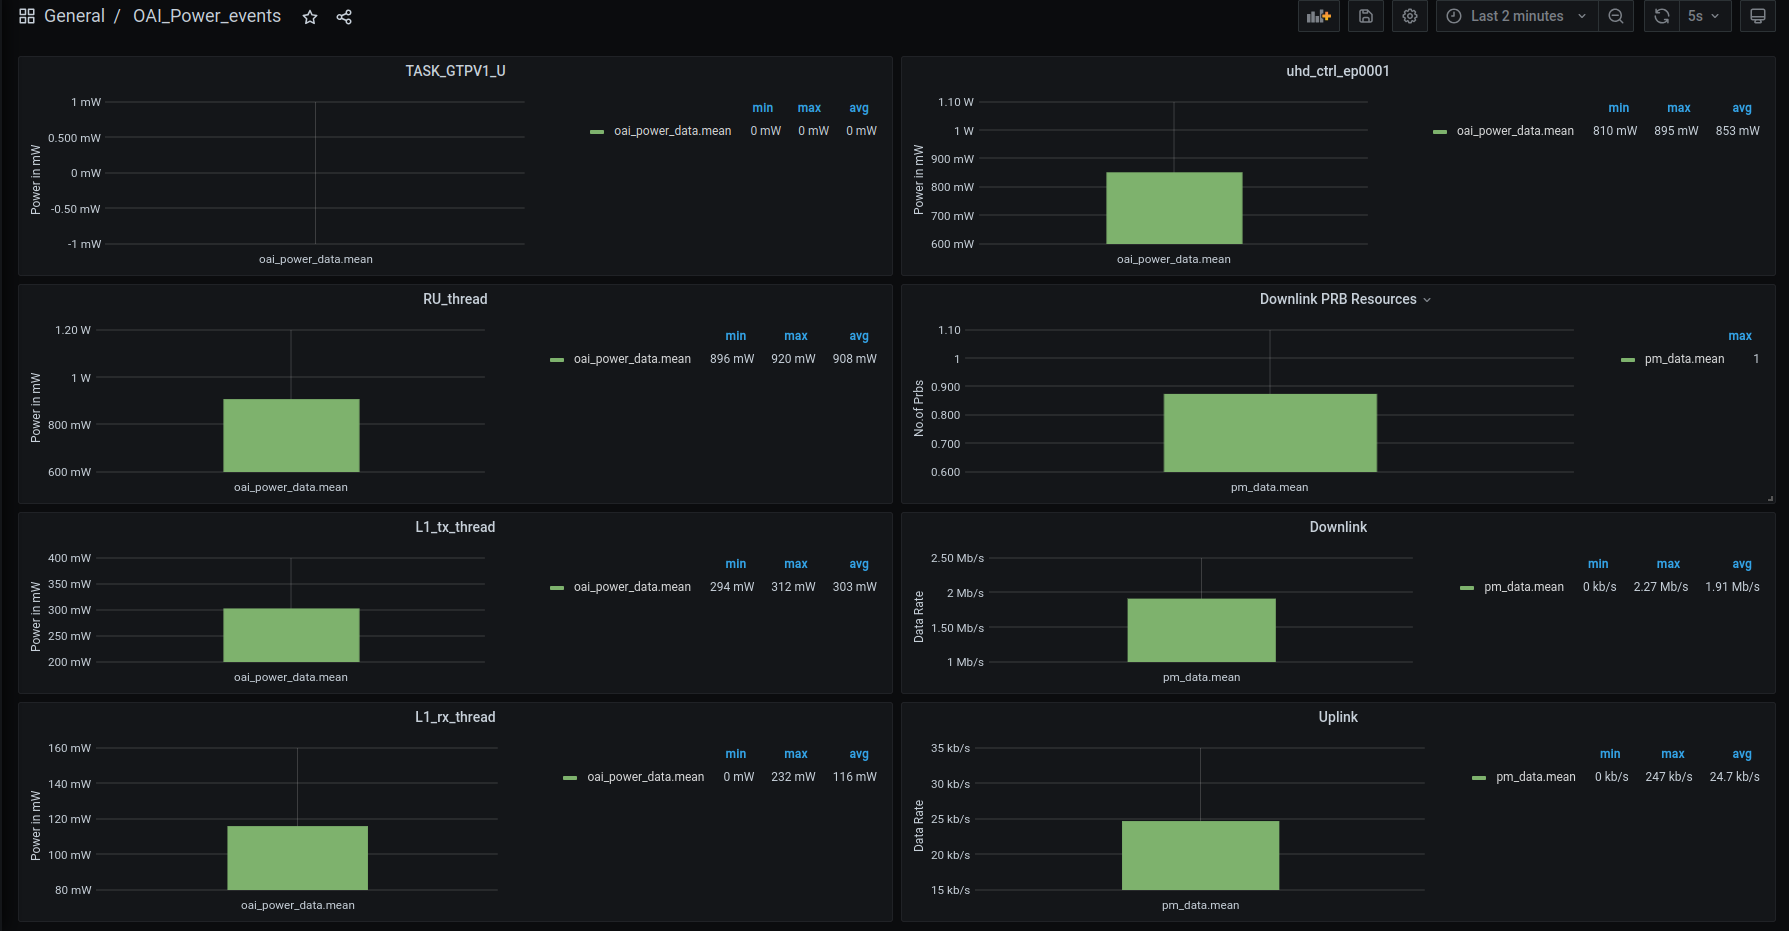 General / OAI_Power_events
Last 2 minutes
5s
TASK_GTPV1_U
1 mW
0.500 mW
0 mW
-0.50 mW
-1 mW
Power in mW
oai_power_data.mean
min max avg
oai_power_data.mean 0 mW 0 mW 0 mW
uhd_ctrl_ep0001
1.10 W
1 W
900 mW
800 mW
700 mW
600 mW
Power in mW
oai_power_data.mean
min max avg
oai_power_data.mean 810 mW 895 mW 853 mW
RU_thread
1.20 W
1 W
800 mW
600 mW
Power in mW
oai_power_data.mean
min max avg
oai_power_data.mean 896 mW 920 mW 908 mW
Downlink PRB Resources
1.10
1
0.900
0.800
0.700
0.600
No.of Prbs
pm_data.mean
max
pm_data.mean 1
L1_tx_thread
400 mW
350 mW
300 mW
250 mW
200 mW
Power in mW
oai_power_data.mean
min max avg
oai_power_data.mean 294 mW 312 mW 303 mW
Downlink
2.50 Mb/s
2 Mb/s
1.50 Mb/s
1 Mb/s
Data Rate
pm_data.mean
min max avg
pm_data.mean 0 kb/s 2.27 Mb/s 1.91 Mb/s
L1_rx_thread
160 mW
140 mW
120 mW
100 mW
80 mW
Power in mW
oai_power_data.mean
min max avg
oai_power_data.mean 0 mW 232 mW 116 mW
Uplink
35 kb/s
30 kb/s
25 kb/s
20 kb/s
15 kb/s
Data Rate
pm_data.mean
min max avg
pm_data.mean 0 kb/s 247 kb/s 24.7 kb/s